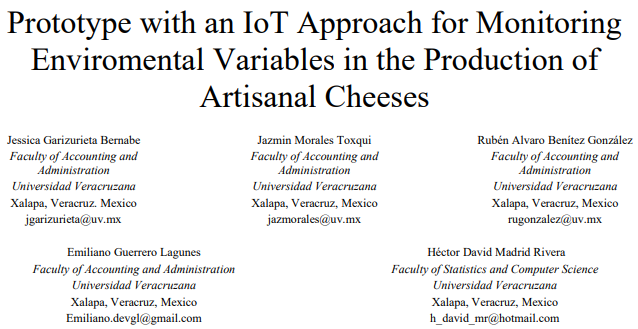 Prototype with an IoT Approach for Monitoring
Enviromental Variables in the Production of
Artisanal Cheeses
Jessica Garizurieta Bernabe
Faculty of Accounting and
Administration
Universidad Veracruzana
Xalapa, Veracruz. Mexico
jgarizurieta@uv.mx
Jazmin Morales Toxqui
Faculty of Accounting and
Administration
Universidad Veracruzana
Xalapa, Veracruz, Mexico
jazmorales@uv.mx
Rubén Alvaro Benítez González
Faculty of Accounting and
Administration
Universidad Veracruzana
Xalapa, Veracruz, Mexico
rugonzalez@uv.mx
Emiliano Guerrero Lagunes
Faculty of Accounting and Administration
Universidad Veracruzana
Xalapa, Veracruz, Mexico
Emiliano.devgl@gmail.com
Héctor David Madrid Rivera
Faculty of Statistics and Computer Science
Universidad Veracruzana
Xalapa, Veracruz, Mexico
h_david_mr@hotmail.com